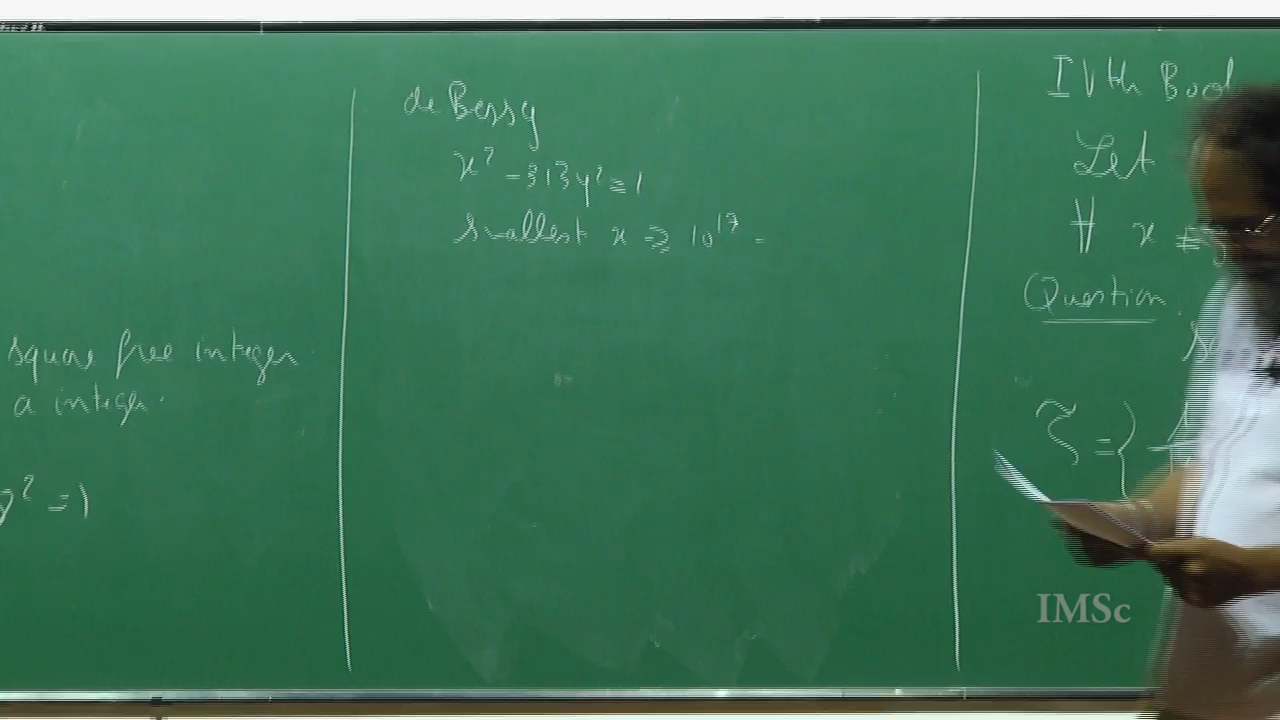 square free integer
a integer.
y² = 1
de Bessy
x² - 313y² = 1
Smallest x ≥ 10¹⁷ -
IVth Book
Let
∀ x ≡
Question
ζ = {
IMSc